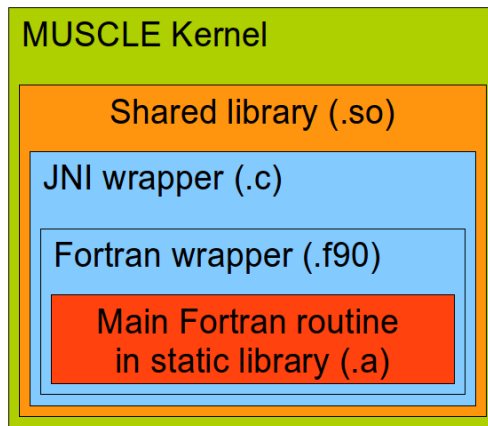 MUSCLE Kernel
Shared library (.so)
JNI wrapper (.c)
Fortran wrapper (.f90)
Main Fortran routine
in static library (.a)